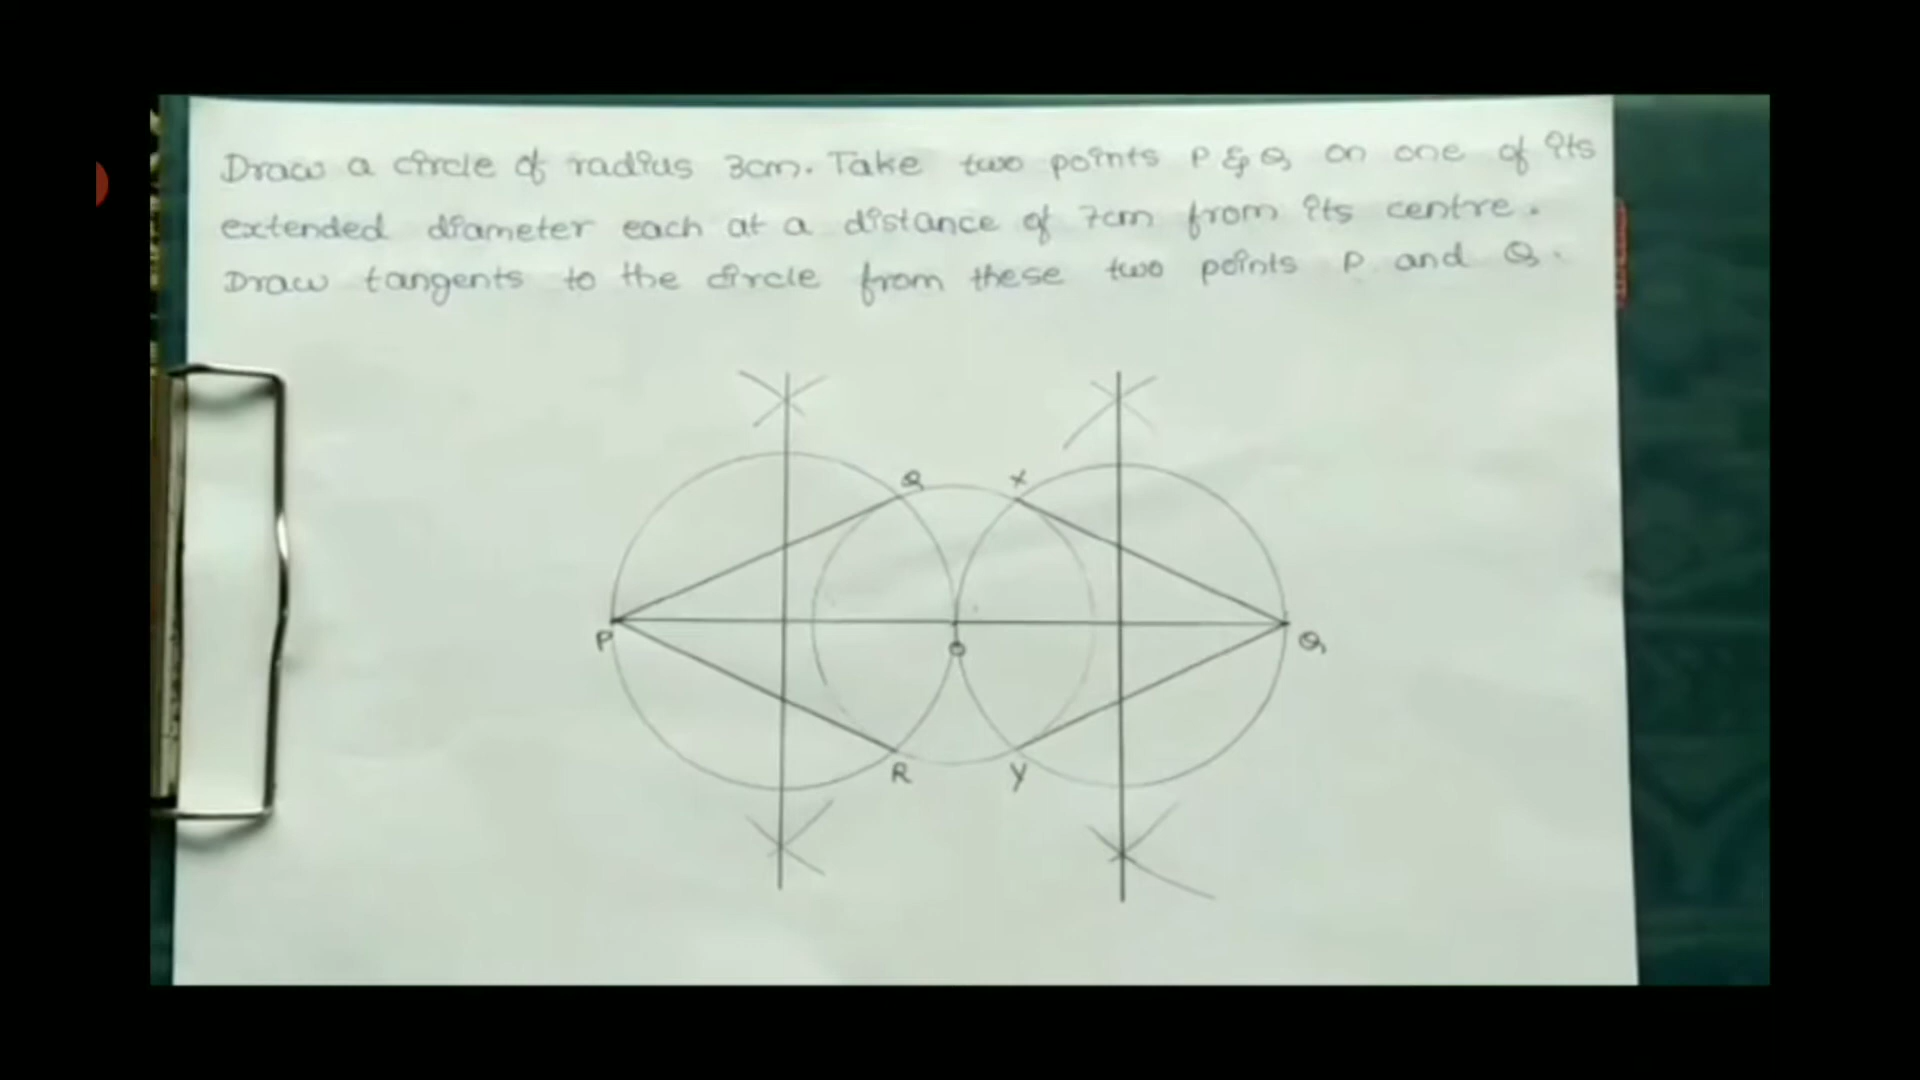 Draw a circle of radius 3cm. Take two points P & Q on one of its
extended diameter each at a distance of 7cm from its centre.
Draw tangents to the circle from these two points P and Q.
Q X
P O Q
R Y